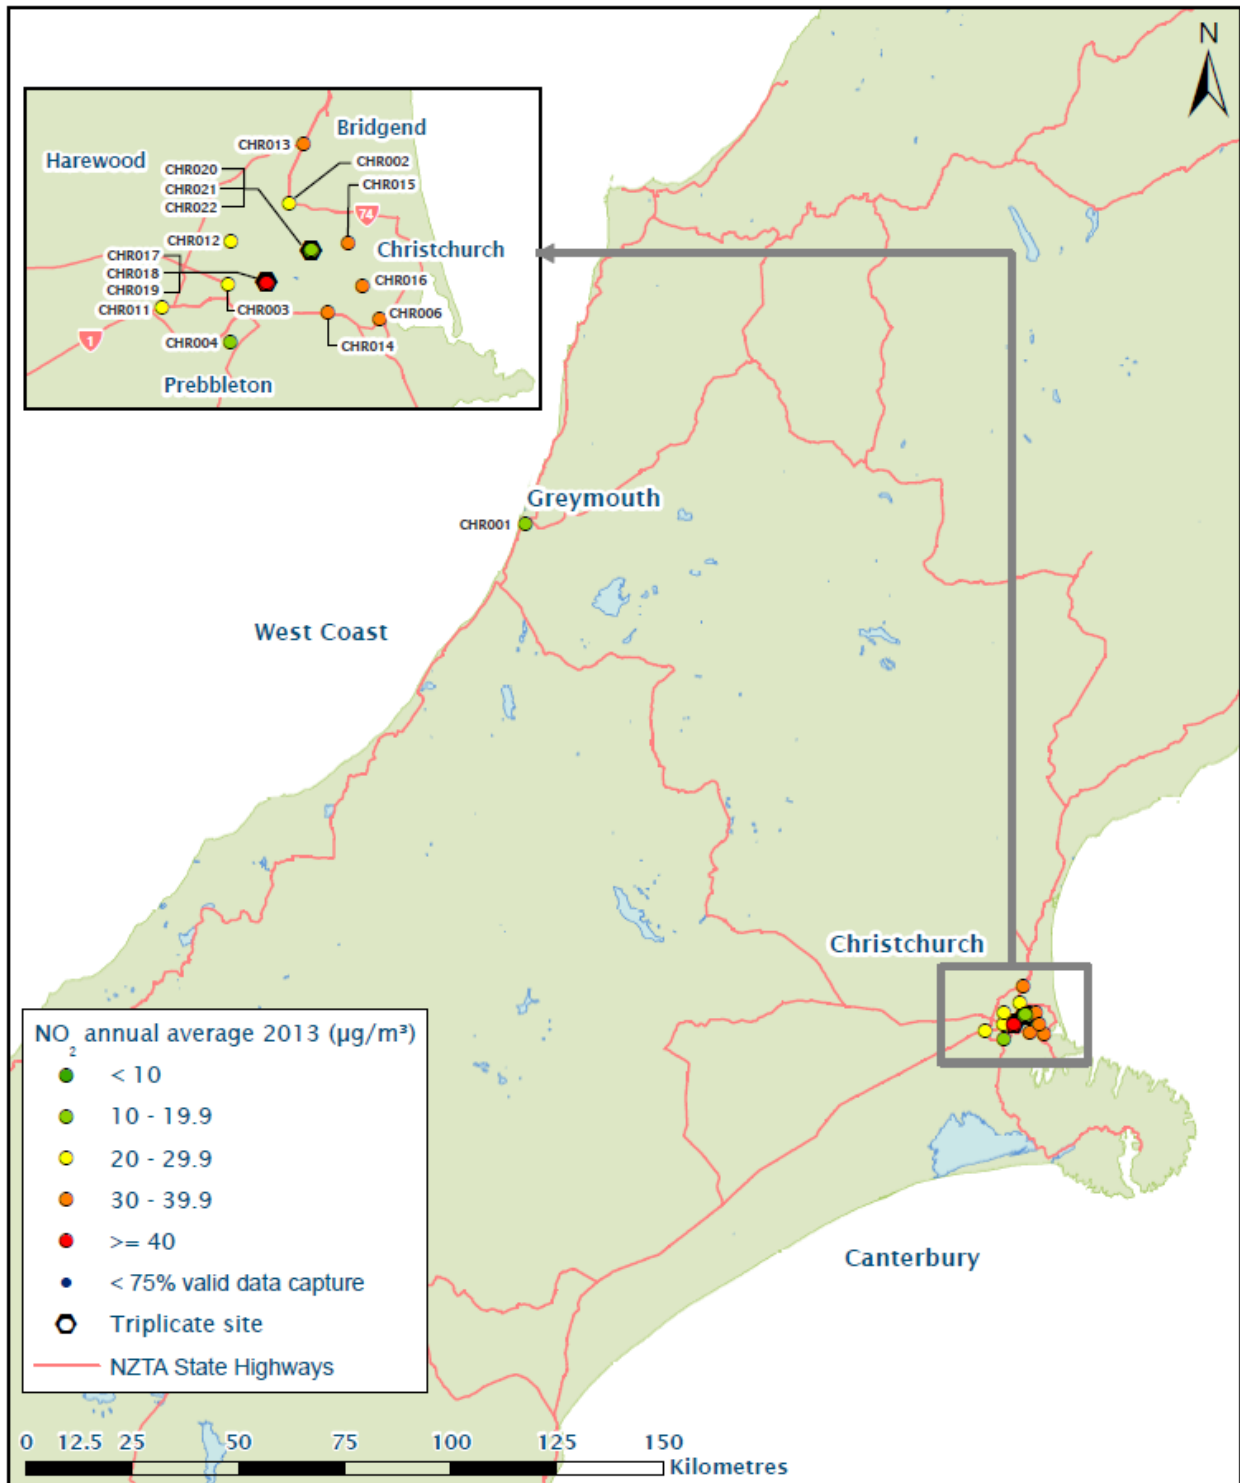 N
Bridgend
CHR013
Harewood
CHR002
CHR020
CHR021
CHR022
CHR015
74
CHR012
Christchurch
CHR017
CHR018
CHR019
CHR016
CHR011
CHR003
CHR006
1
CHR004
CHR014
Prebbleton
Greymouth
CHR001
West Coast
Christchurch
NO2 annual average 2013 (µg/m³)
< 10
10 - 19.9
20 - 29.9
30 - 39.9
>= 40
< 75% valid data capture
Triplicate site
NZTA State Highways
Canterbury
0 12.5 25 50 75 100 125 150
Kilometres